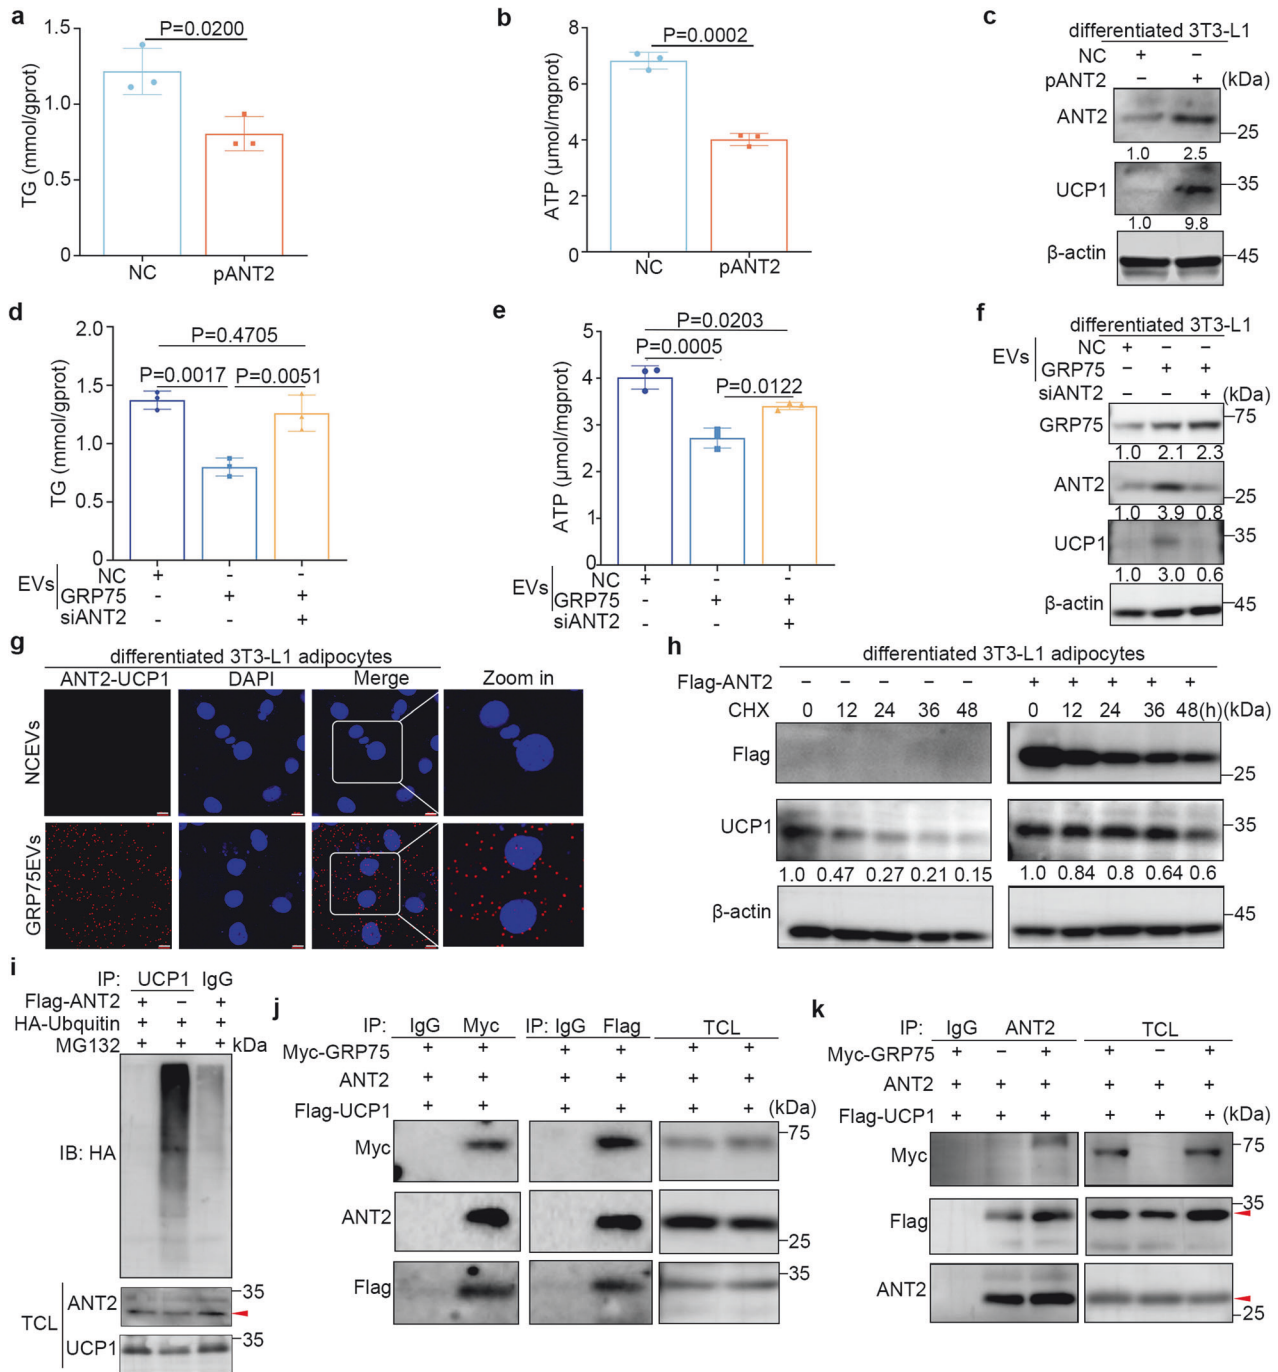 a
1.5
1.0
0.5
0
TG (mmol/gprot)
P=0.0200
NC
pANT2
b
8
6
4
2
0
ATP (μmol/mgprot)
P=0.0002
NC
pANT2
c
differentiated 3T3-L1
NC + −
pANT2 − + (kDa)
ANT2
25
1.0 2.5
UCP1
35
1.0 9.8
β-actin
45
d
2.0
1.5
1.0
0.5
0
TG (mmol/gprot)
P=0.4705
P=0.0017
P=0.0051
EVs
NC + - -
GRP75 - + +
siANT2 - - +
e
5
4
3
2
4
1
0
ATP (μmol/mgprot)
P=0.0203
P=0.0005
P=0.0122
EVs
NC + - -
GRP75 - + +
siANT2 - - +
f
differentiated 3T3-L1
EVs
NC + − −
GRP75 − + +
siANT2 − − + (kDa)
GRP75
75
1.0 2.1 2.3
ANT2
25
1.0 3.9 0.8
UCP1
35
1.0 3.0 0.6
β-actin
45
g
differentiated 3T3-L1 adipocytes
ANT2-UCP1 DAPI Merge Zoom in
NCEVs
GRP75EVs
h
differentiated 3T3-L1 adipocytes
Flag-ANT2 − − − − − + + + + +
CHX 0 12 24 36 48 0 12 24 36 48(h) (kDa)
Flag
25
UCP1
35
1.0 0.47 0.27 0.21 0.15 1.0 0.84 0.8 0.64 0.6
β-actin
45
i
IP: UCP1 IgG
Flag-ANT2 + − +
HA-Ubquitin + + +
MG132 + + + kDa
IB: HA
TCL
ANT2
35
UCP1
35
j
IP: IgG Myc IP: IgG Flag TCL
Myc-GRP75 + + + + + +
ANT2 + + + + + +
Flag-UCP1 + + + + + + (kDa)
Myc
75
ANT2
25
Flag
35
k
IP: IgG ANT2 TCL
Myc-GRP75 + − + + − +
ANT2 + + + + + +
Flag-UCP1 + + + + + + (kDa)
Myc
75
Flag
35
ANT2
25